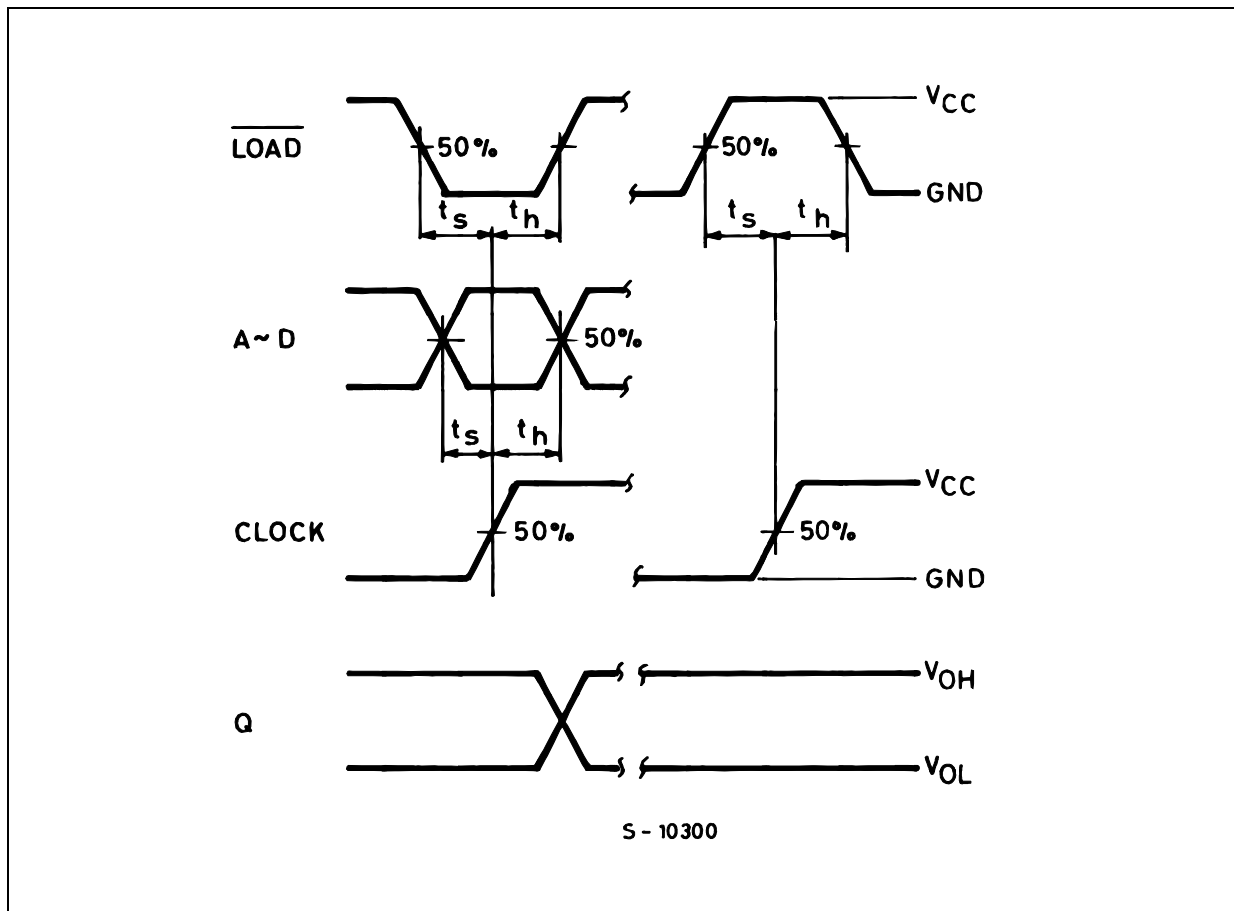 VCC
LOAD 50% 50%
GND
ts th ts th
A~D 50%
ts th
VCC
CLOCK 50% 50%
GND
VOH
Q
VOL
S - 10300